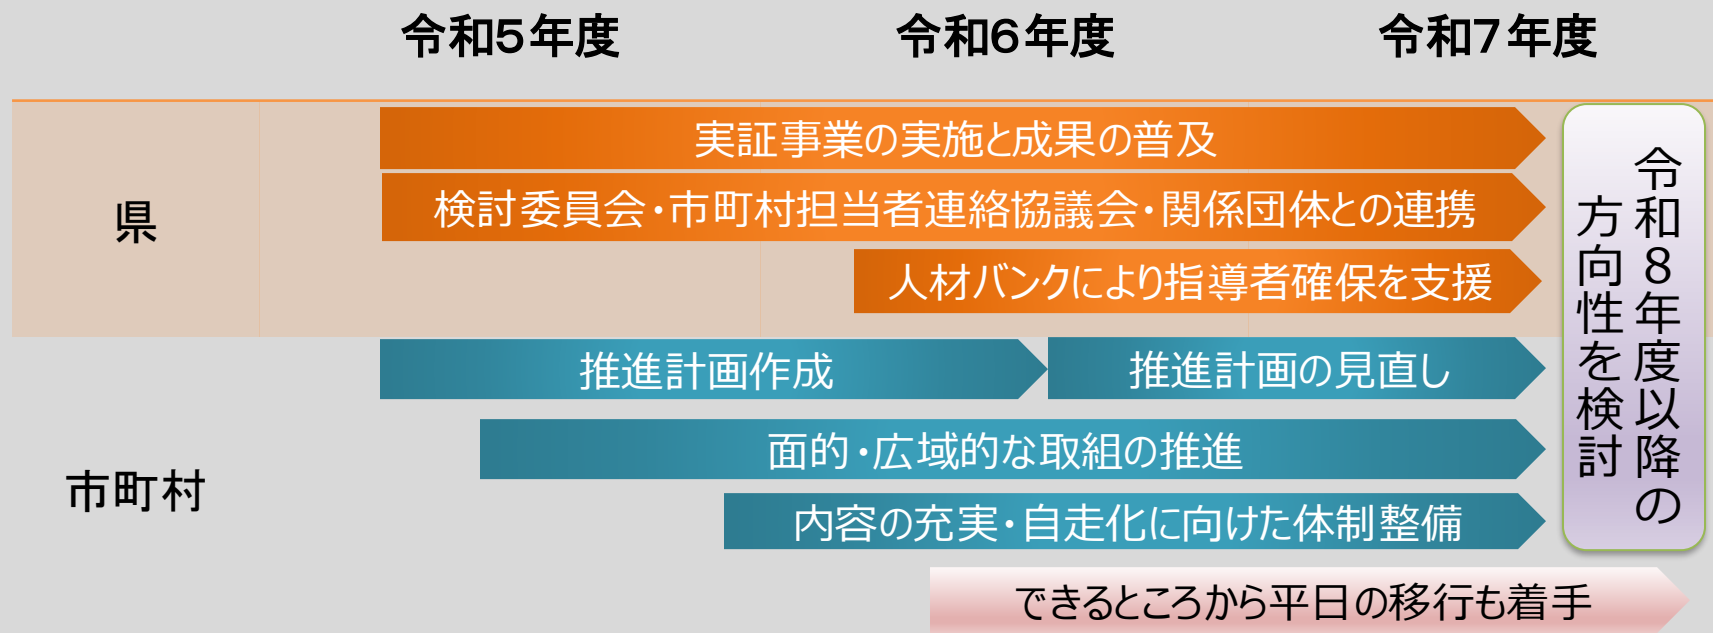 令和5年度 令和6年度 令和7年度
県
実証事業の実施と成果の普及
検討委員会・市町村担当者連絡協議会・関係団体との連携
人材バンクにより指導者確保を支援
市町村
推進計画作成
推進計画の見直し
面的・広域的な取組の推進
内容の充実・自走化に向けた体制整備
できるところから平日の移行も着手
令和８年度以降の
方向性を検討